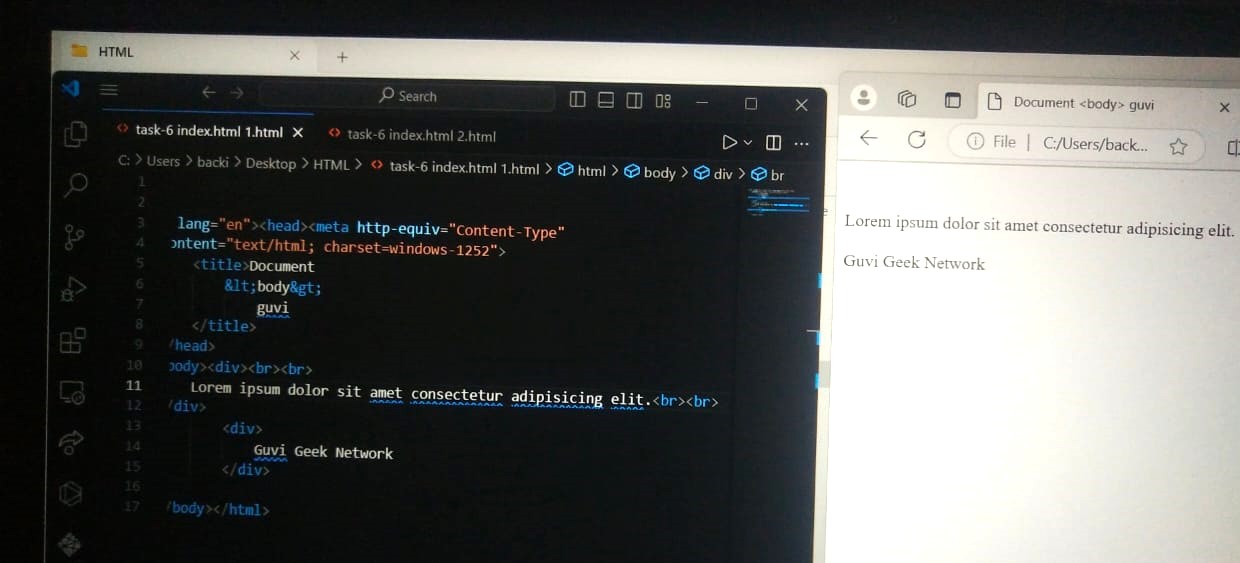 HTML
Search
task-6 index.html 1.html
task-6 index.html 2.html
C: > Users > backi > Desktop > HTML > task-6 index.html 1.html > html > body > div > br
1
2
3 lang="en"><head><meta http-equiv="Content-Type"
4 ontent="text/html; charset=windows-1252">
5 <title>Document
6 &lt;body&gt;
7 guvi
8 </title>
9 /head>
10 body><div><br><br>
11 Lorem ipsum dolor sit amet consectetur adipisicing elit.<br><br>
12 /div>
13 <div>
14 Guvi Geek Network
15 </div>
16
17 /body></html>
Document <body> guvi
File | C:/Users/back...
Lorem ipsum dolor sit amet consectetur adipisicing elit.
Guvi Geek Network